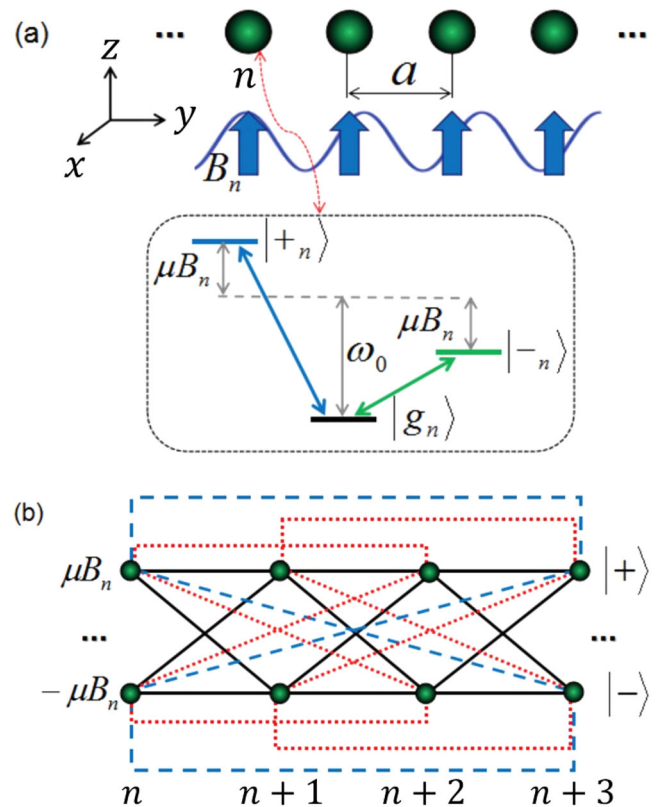 (a)
... ...
n a
z
y
x
B_n
|+_n⟩
μB_n
μB_n
ω_0
|−_n⟩
|g_n⟩
(b)
μB_n |+⟩
... ...
− μB_n |−⟩
n n + 1 n + 2 n + 3